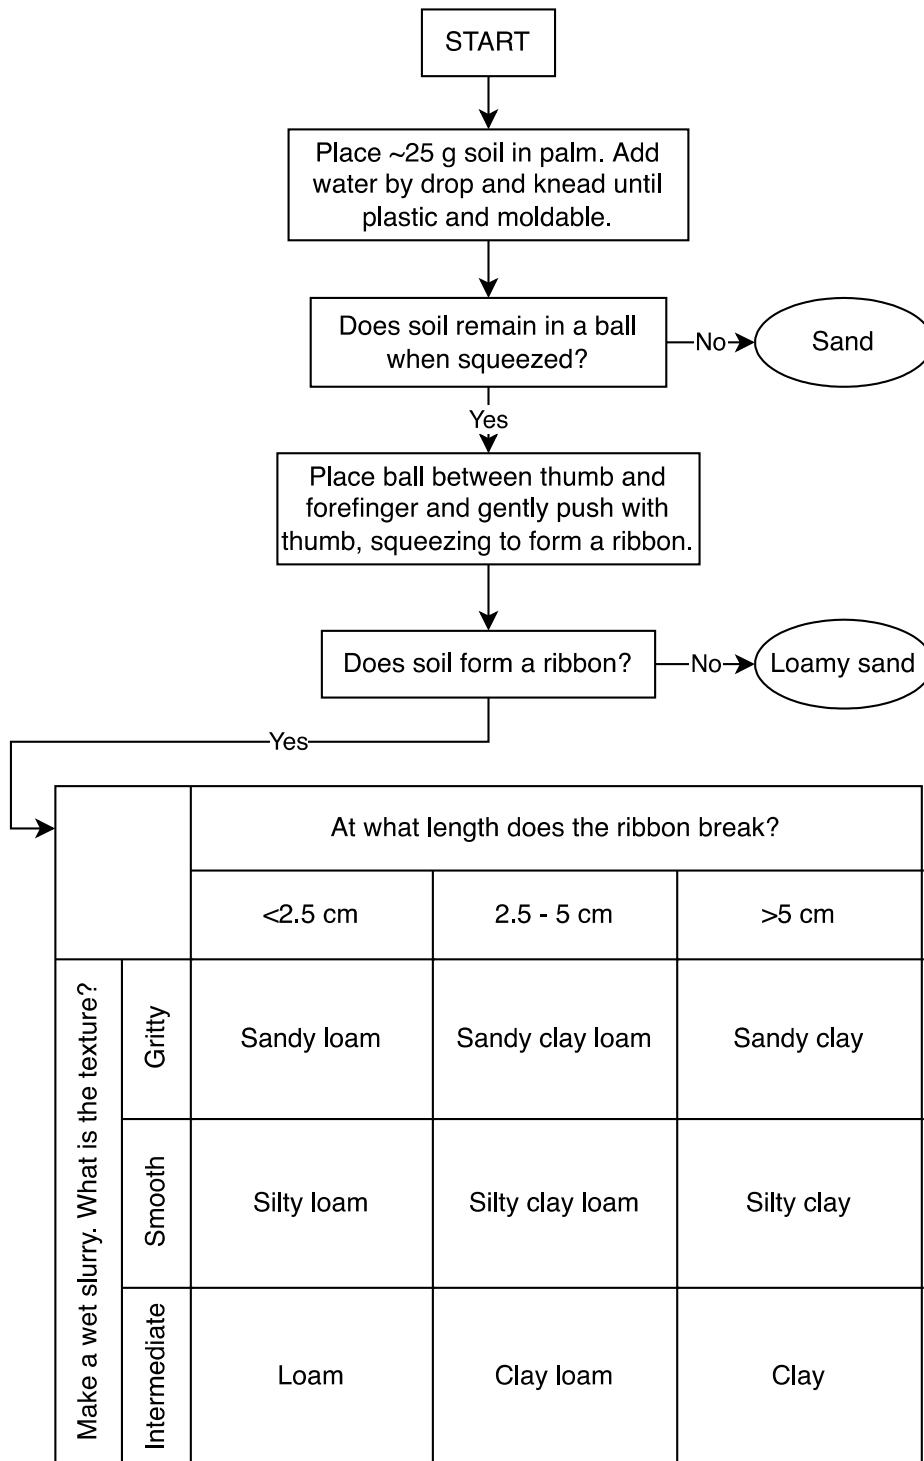 START
Place ~25 g soil in palm. Add
water by drop and knead until
plastic and moldable.
Does soil remain in a ball
when squeezed?
No
Sand
Yes
Place ball between thumb and
forefinger and gently push with
thumb, squeezing to form a ribbon.
Does soil form a ribbon?
No
Loamy sand
Yes
At what length does the ribbon break?
<2.5 cm
2.5 - 5 cm
>5 cm
Make a wet slurry. What is the texture?
Gritty
Sandy loam
Sandy clay loam
Sandy clay
Smooth
Silty loam
Silty clay loam
Silty clay
Intermediate
Loam
Clay loam
Clay